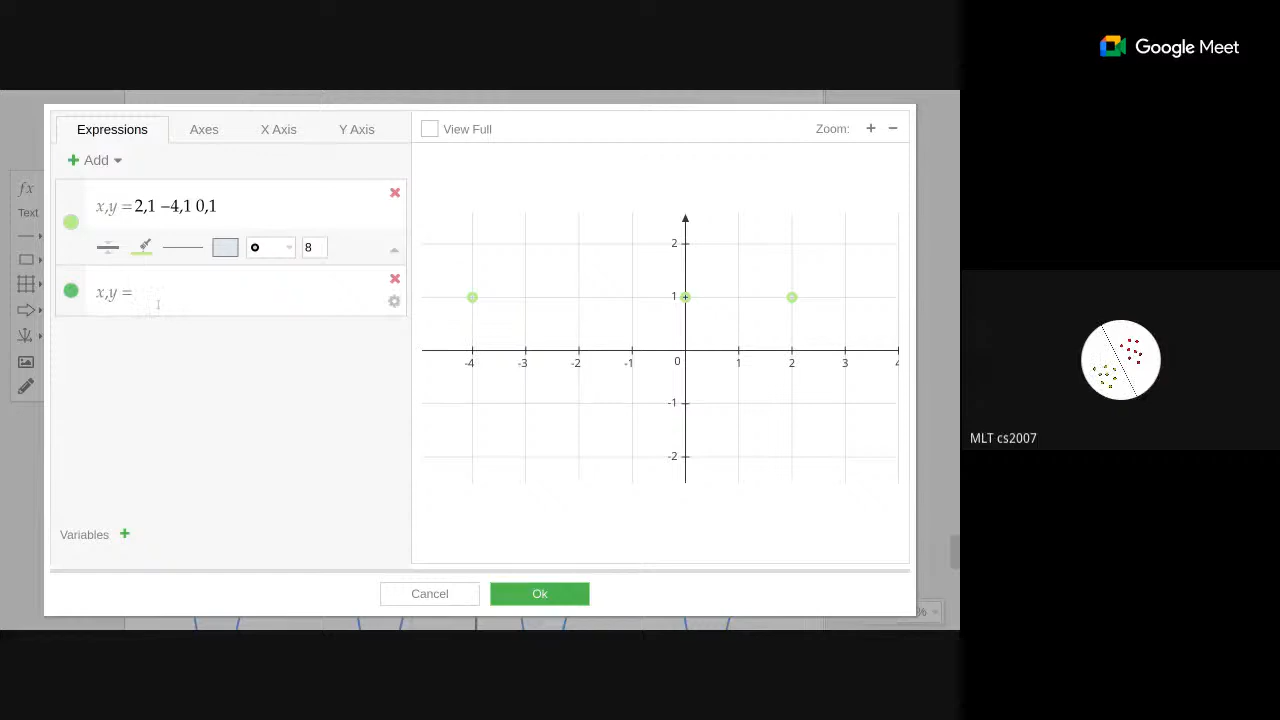 Google Meet
Expressions Axes X Axis Y Axis
View Full
Zoom: + −
+ Add
fx
Text
x,y = 2,1 −4,1 0,1
8
x,y =
2
1
-4 -3 -2 -1 0 1 2 3 4
-1
-2
Variables +
Cancel Ok
%
MLT cs2007